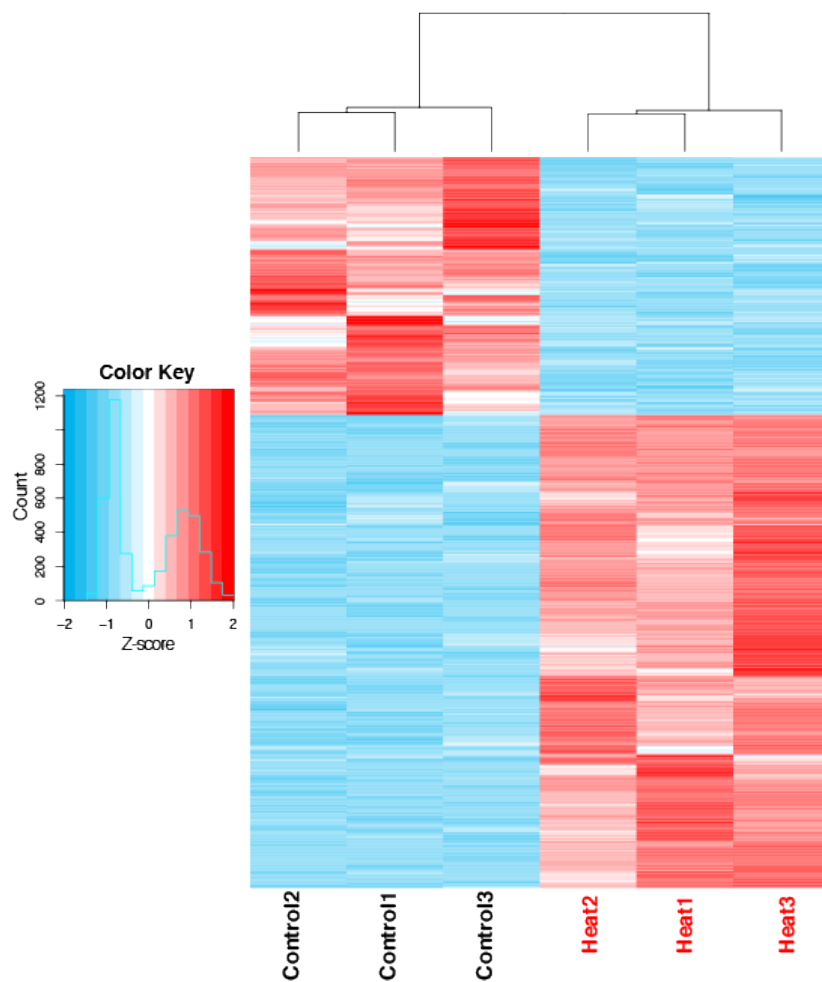 Color Key
Count
0 200 400 600 800 1200
-2 -1 0 1 2
Z-score
Control2
Control1
Control3
Heat2
Heat1
Heat3